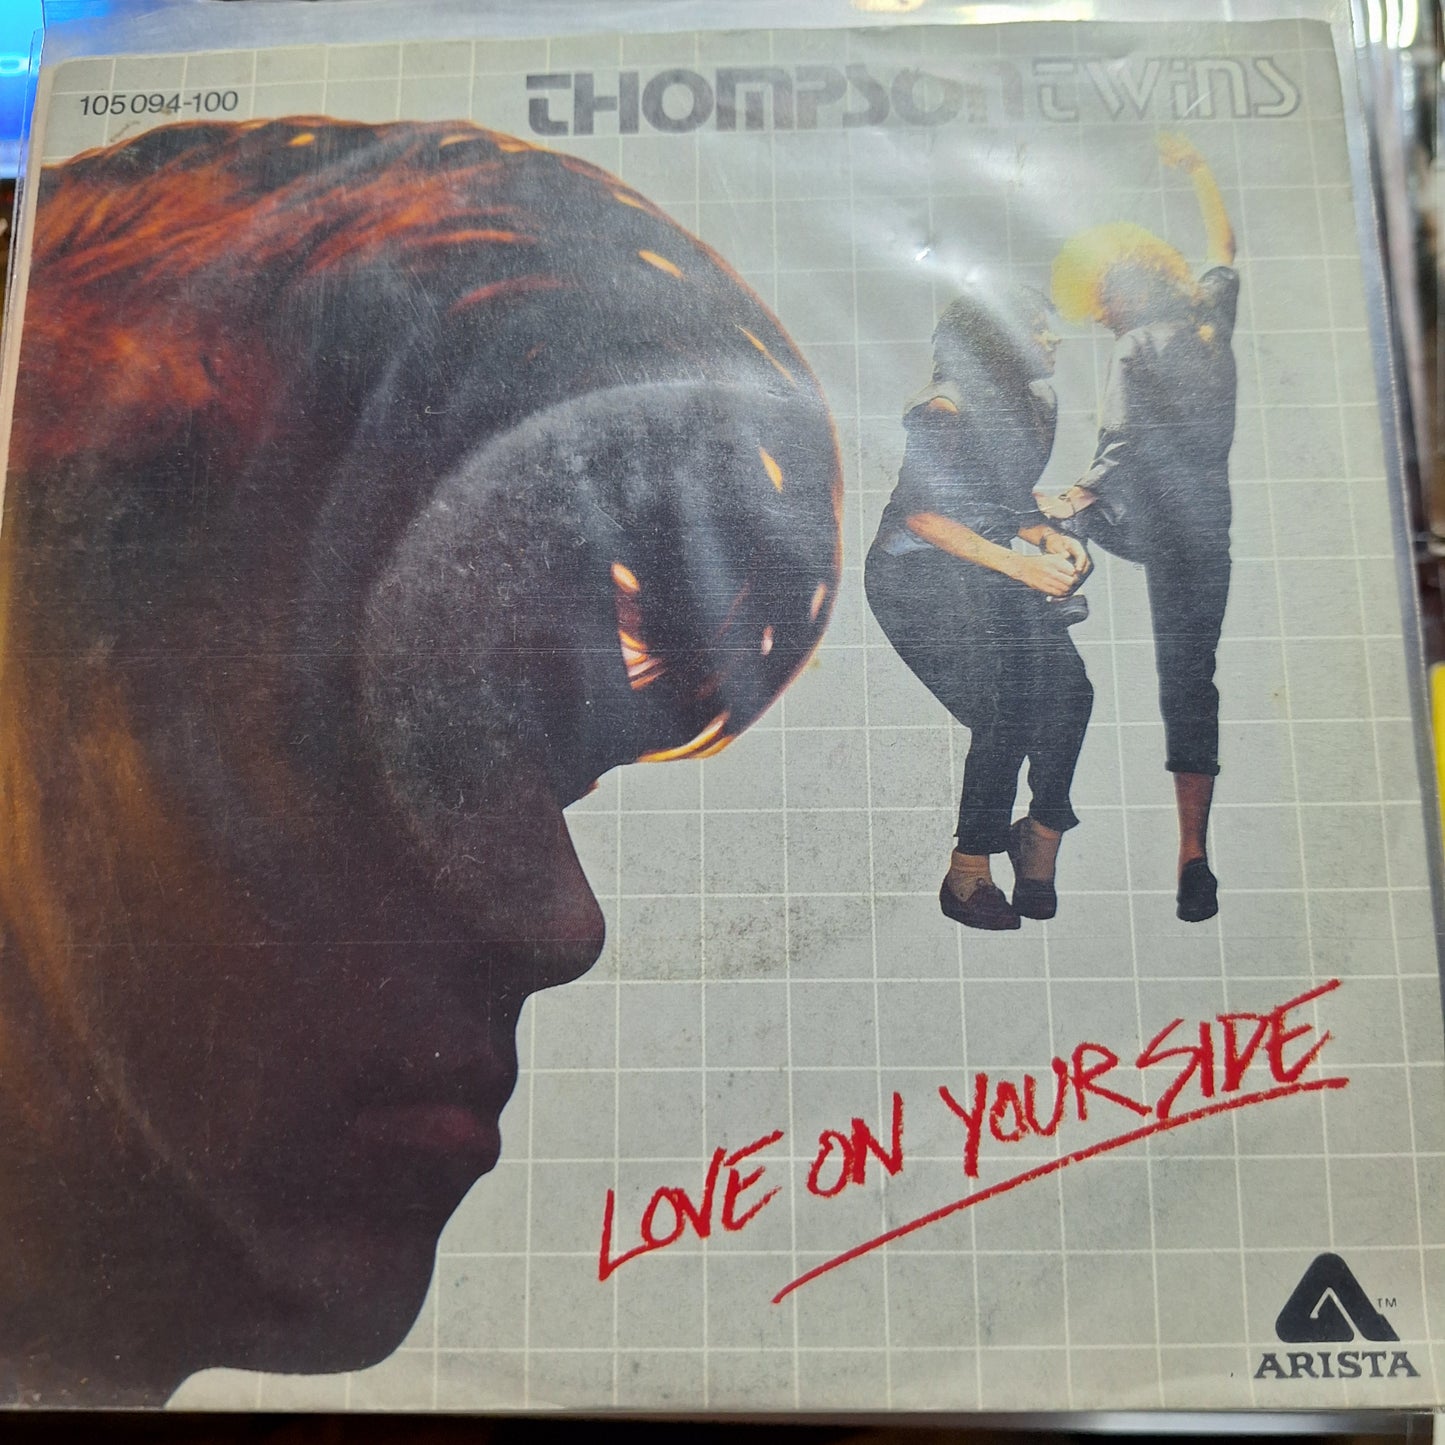 105 094-100
THOMPSON TWINS
LOVE ON YOUR SIDE
TM
ARISTA